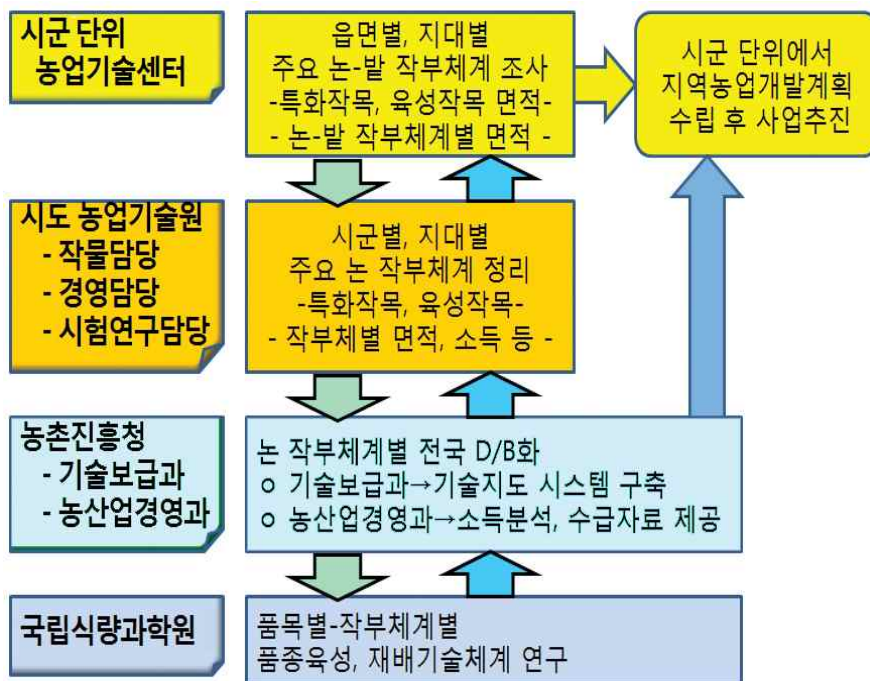 시군 단위
농업기술센터
읍면별, 지대별
주요 논-밭 작부체계 조사
-특화작목, 육성작목 면적-
- 논-밭 작부체계별 면적 -
시군 단위에서
지역농업개발계획
수립 후 사업추진
시도 농업기술원
- 작물담당
- 경영담당
- 시험연구담당
시군별, 지대별
주요 논 작부체계 정리
-특화작목, 육성작목-
- 작부체별 면적, 소득 등 -
농촌진흥청
- 기술보급과
- 농산업경영과
논 작부체계별 전국 D/B화
ㅇ 기술보급과→기술지도 시스템 구축
ㅇ 농산업경영과→소득분석, 수급자료 제공
국립식량과학원
품목별-작부체계별
품종육성, 재배기술체계 연구